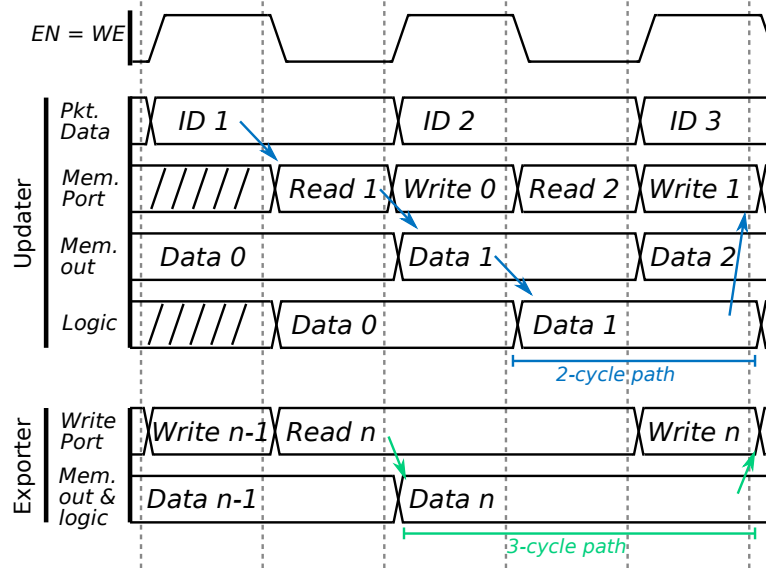 EN = WE
Updater
Pkt.
Data
ID 1
ID 2
ID 3
Mem.
Port
Read 1
Write 0
Read 2
Write 1
Mem.
out
Data 0
Data 1
Data 2
Logic
Data 0
Data 1
2-cycle path
Exporter
Write
Port
Write n-1
Read n
Write n
Mem.
out &
logic
Data n-1
Data n
3-cycle path